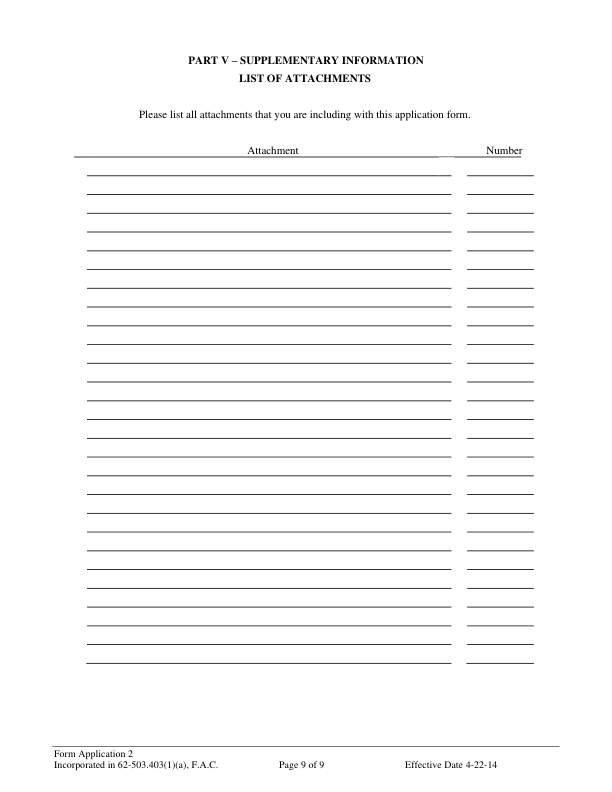 PART V – SUPPLEMENTARY INFORMATION
LIST OF ATTACHMENTS
Please list all attachments that you are including with this application form.
Attachment Number
Form Application 2
Incorporated in 62-503.403(1)(a), F.A.C. Page 9 of 9 Effective Date 4-22-14